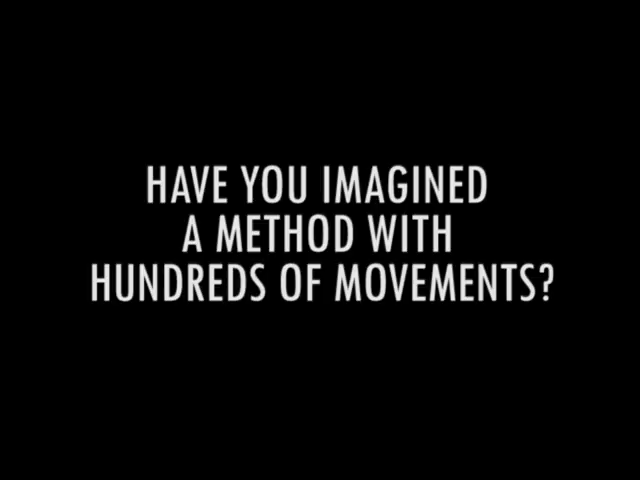 HAVE YOU IMAGINED
A METHOD WITH
HUNDREDS OF MOVEMENTS?